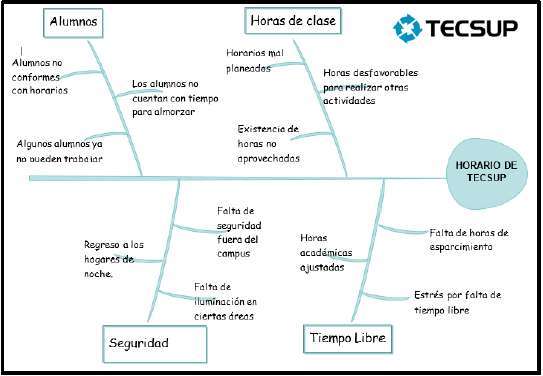 Alumnos
Horas de clase
TECSUP
Alumnos no
conformes
con horarios
Los alumnos no
cuentan con tiempo
para almorzar
Algunos alumnos ya
no pueden trabajar
Horarios mal
planeados
Horas desfavorables
para realizar otras
actividades
Existencia de
horas no
aprovechadas
HORARIO DE
TECSUP
Regreso a los
hogares de
noche.
Falta de
seguridad
fuera del
campus
Falta de
iluminación en
ciertas áreas
Horas
académicas
ajustadas
Falta de horas de
esparcimiento
Estrés por falta de
tiempo libre
Seguridad
Tiempo Libre